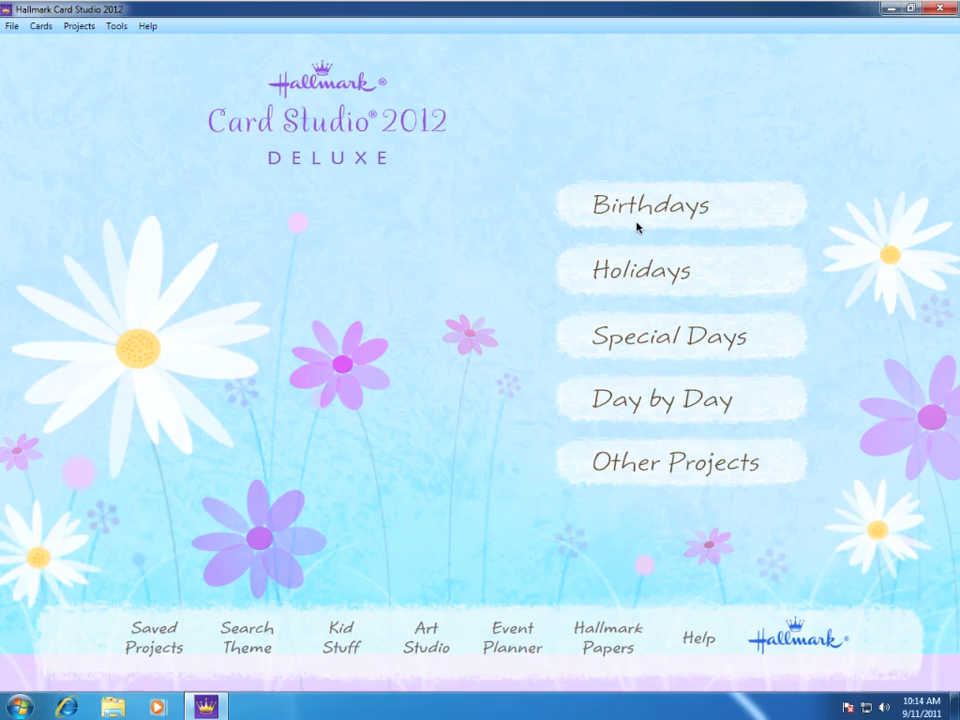 Hallmark Card Studio 2012
File Cards Projects Tools Help
Hallmark®
Card Studio® 2012
DELUXE
Birthdays
Holidays
Special Days
Day by Day
Other Projects
Saved Projects
Search Theme
Kid Stuff
Art Studio
Event Planner
Hallmark Papers
Help
Hallmark®
10:14 AM
9/11/2011